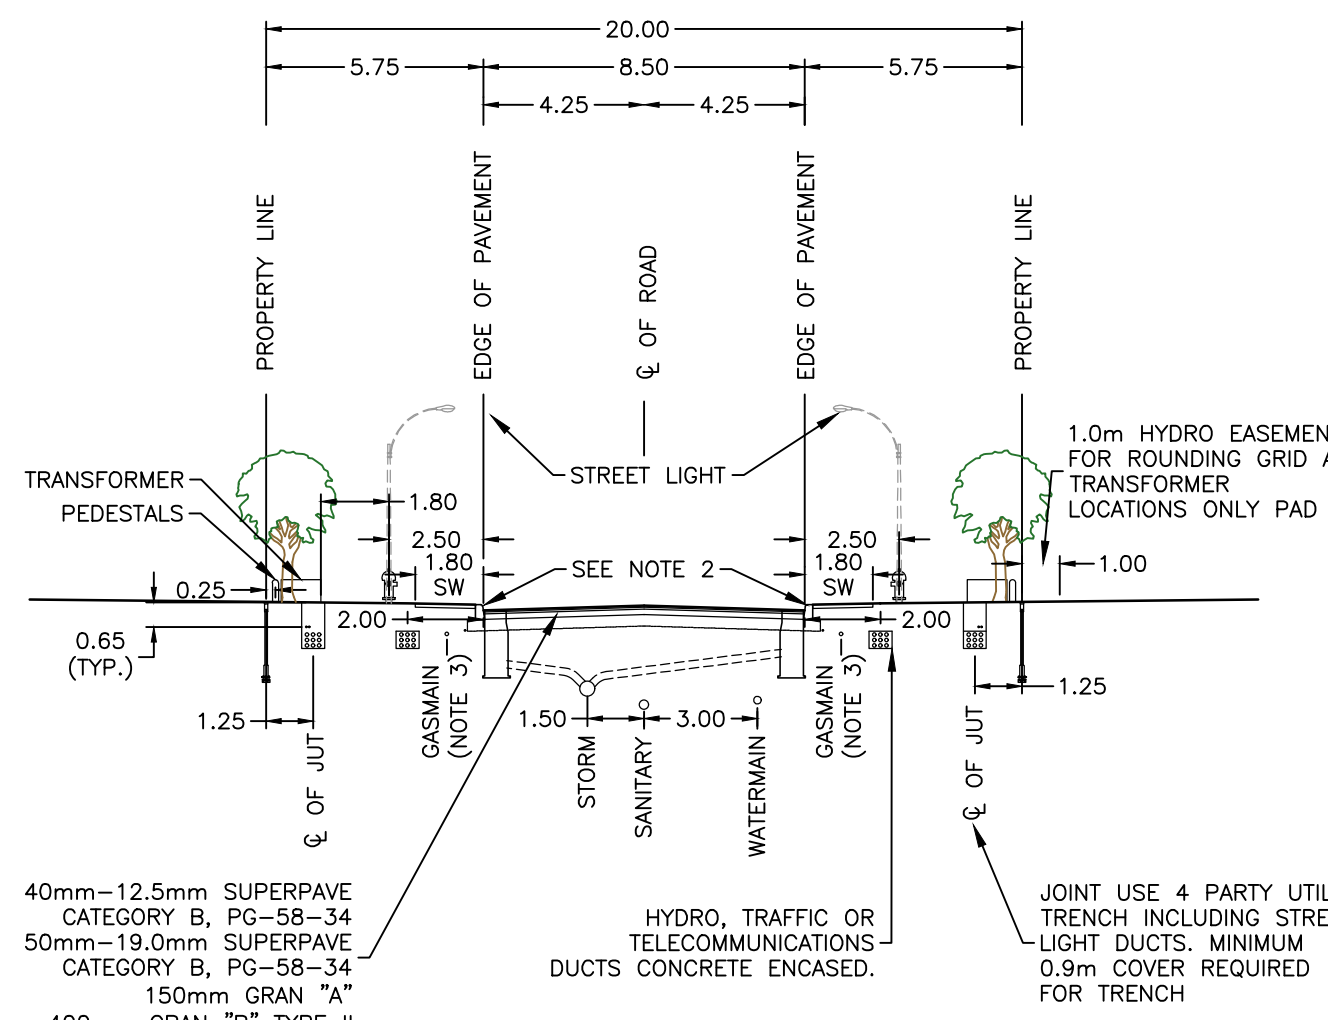 20.00
5.75
8.50
5.75
4.25
4.25
PROPERTY LINE
EDGE OF PAVEMENT
℄ OF ROAD
EDGE OF PAVEMENT
PROPERTY LINE
1.0m HYDRO EASEMEN
FOR ROUNDING GRID A
TRANSFORMER
LOCATIONS ONLY PAD
TRANSFORMER
PEDESTALS
STREET LIGHT
1.80
2.50
2.50
1.80
SW
SEE NOTE 2
1.80
SW
1.00
0.25
2.00
2.00
0.65
(TYP.)
GASMAIN
(NOTE 3)
GASMAIN
(NOTE 3)
1.25
1.25
1.50
3.00
℄ OF JUT
STORM
SANITARY
WATERMAIN
℄ OF JUT
40mm-12.5mm SUPERPAVE
CATEGORY B, PG-58-34
50mm-19.0mm SUPERPAVE
CATEGORY B, PG-58-34
150mm GRAN "A"
HYDRO, TRAFFIC OR
TELECOMMUNICATIONS
DUCTS CONCRETE ENCASED.
JOINT USE 4 PARTY UTIL
TRENCH INCLUDING STRE
LIGHT DUCTS. MINIMUM
0.9m COVER REQUIRED
FOR TRENCH